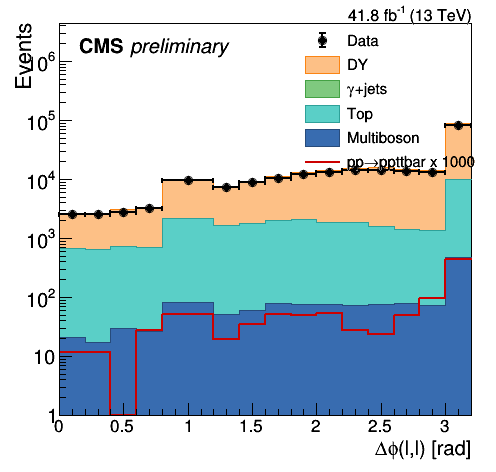 41.8 fb⁻¹ (13 TeV)
CMS preliminary
Events
Data
DY
γ+jets
Top
Multiboson
pp→ppttbar x 1000
10⁶
10⁵
10⁴
10³
10²
10
1
0 0.5 1 1.5 2 2.5 3
Δϕ(l,l) [rad]